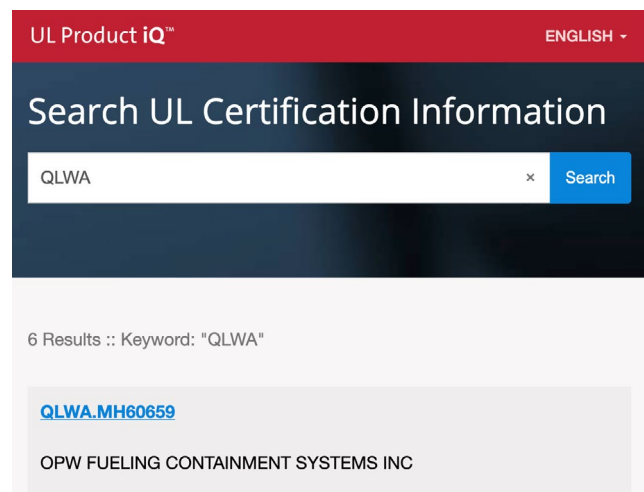 UL Product iQ™
ENGLISH
Search UL Certification Information
QLWA × Search
6 Results :: Keyword: "QLWA"
QLWA.MH60659
OPW FUELING CONTAINMENT SYSTEMS INC